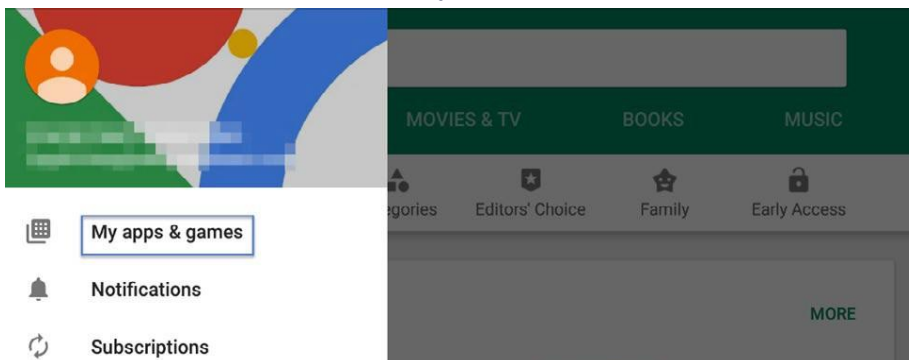 MOVIES & TV BOOKS MUSIC
egories Editors' Choice Family Early Access
My apps & games
Notifications
MORE
Subscriptions